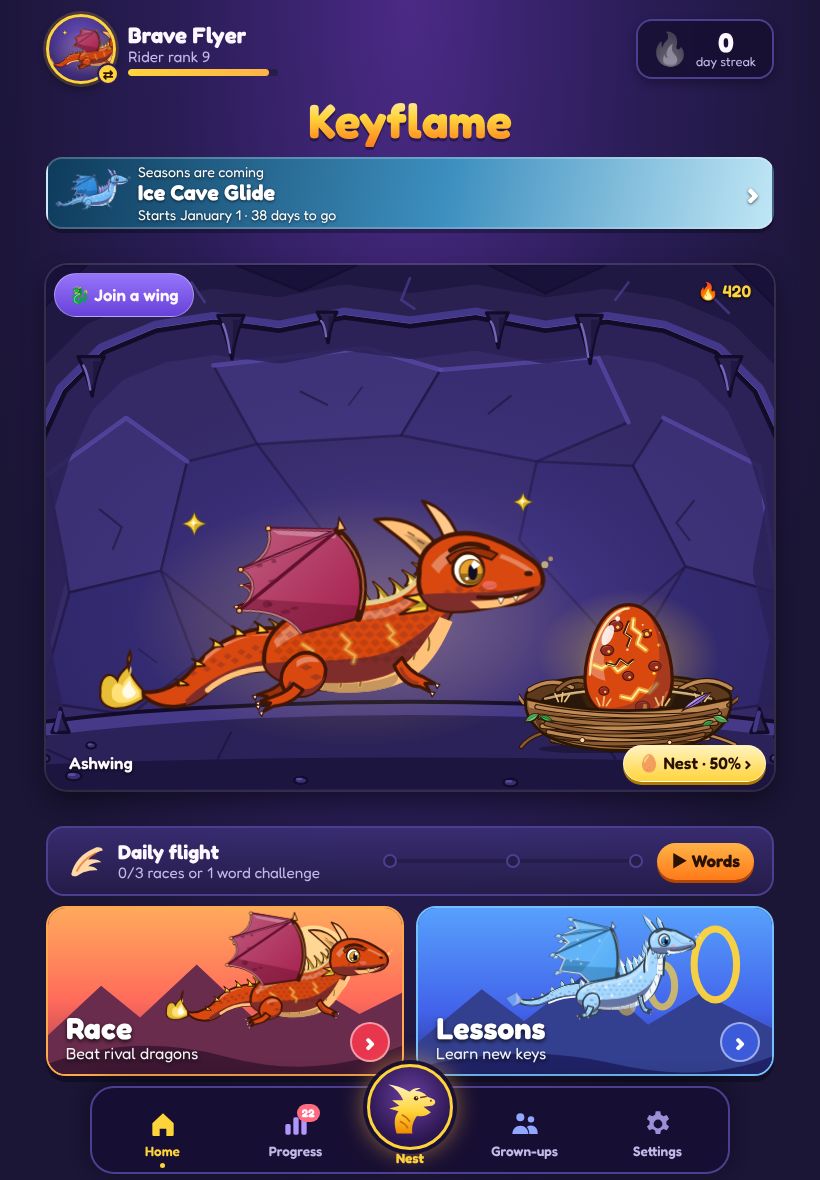 Brave Flyer
Rider rank 9
0
day streak
Keyflame
Seasons are coming
Ice Cave Glide
Starts January 1 · 38 days to go
Join a wing
420
Ashwing
Nest · 50% ›
Daily flight
0/3 races or 1 word challenge
Words
Race
Beat rival dragons
Lessons
Learn new keys
Home
22
Progress
Nest
Grown-ups
Settings